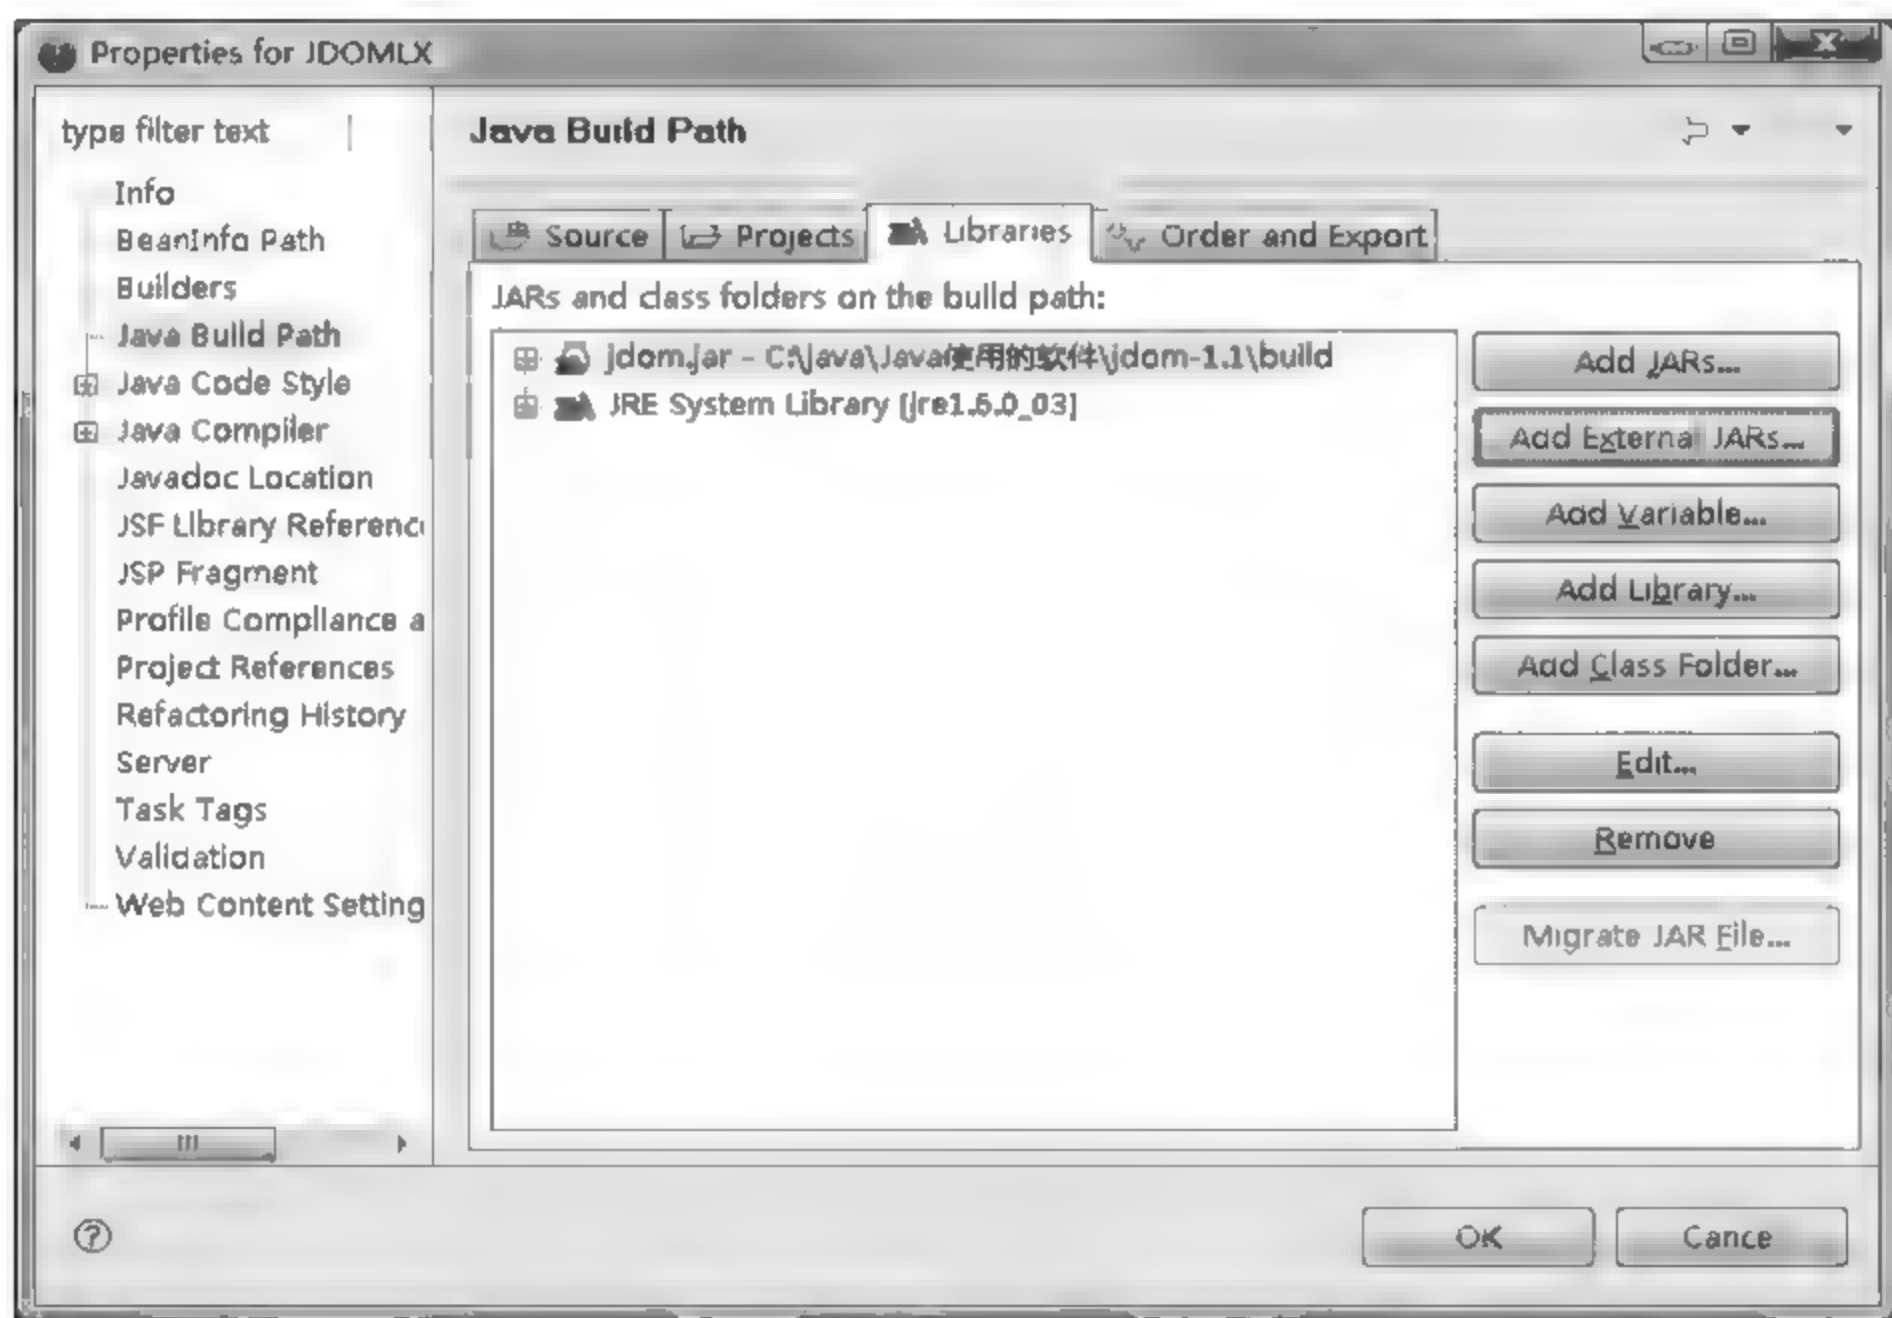 Properties for JDOMLX
type filter text
Info
BeanInfo Path
Builders
Java Build Path
Java Code Style
Java Compiler
Javadoc Location
JSF Library Referenc
JSP Fragment
Profile Compliance a
Project References
Refactoring History
Server
Task Tags
Validation
Web Content Setting
Java Build Path
Source Projects Libraries Order and Export
JARs and class folders on the build path:
jdom.jar - C:\java\Java使用的软件\jdom-1.1\build
JRE System Library [jre1.6.0_03]
Add JARs...
Add External JARs...
Add Variable...
Add Library...
Add Class Folder...
Edit...
Remove
Migrate JAR File...
OK Cance